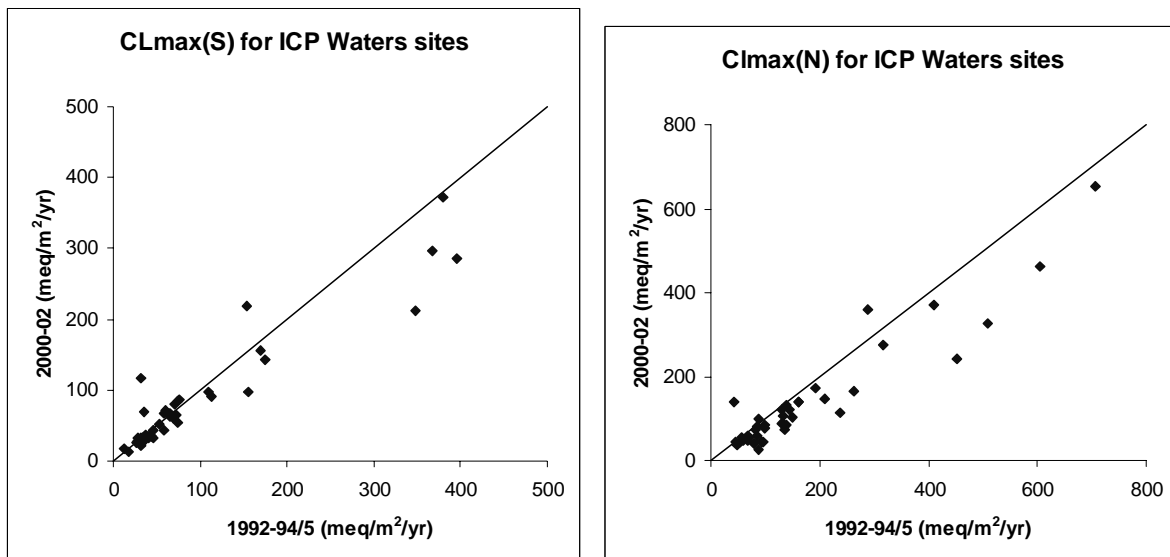 CLmax(S) for ICP Waters sites
500
400
300
200
100
0
0 100 200 300 400 500
2000-02 (meq/m²/yr)
1992-94/5 (meq/m²/yr)
Clmax(N) for ICP Waters sites
800
600
400
200
0
0 200 400 600 800
2000-02 (meq/m²/yr)
1992-94/5 (meq/m²/yr)